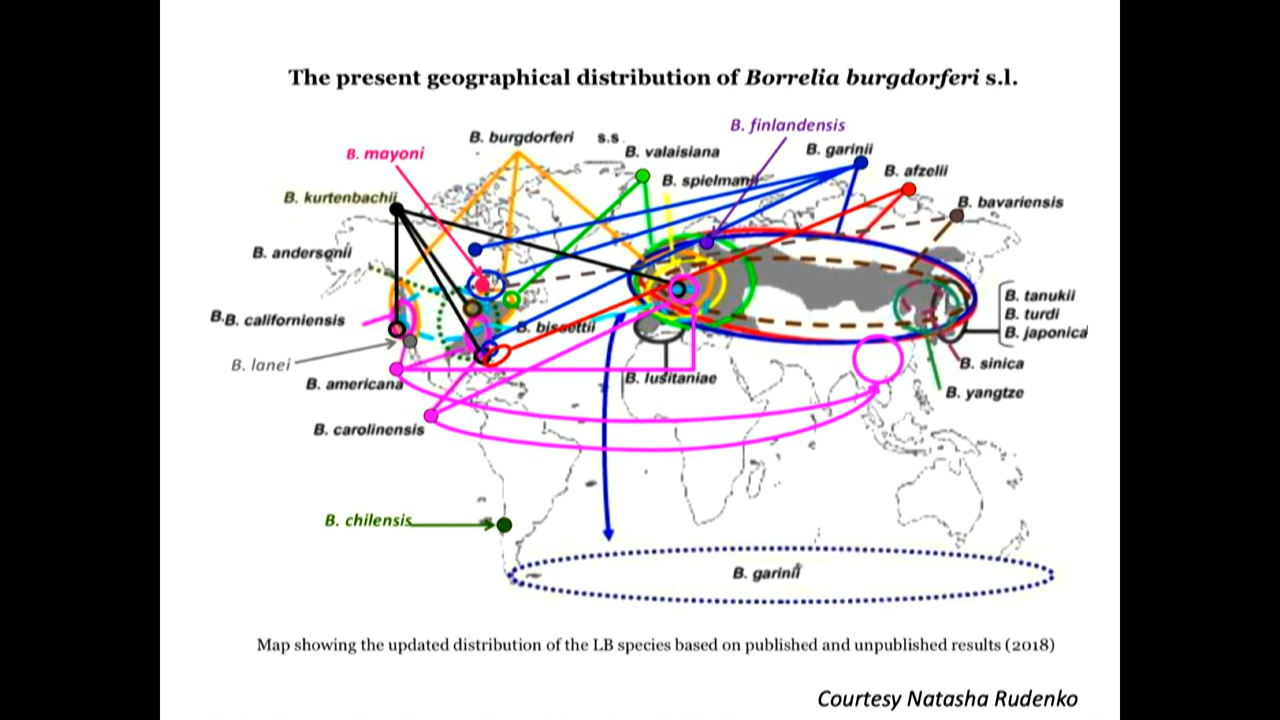 The present geographical distribution of Borrelia burgdorferi s.l.
B. finlandensis
B. burgdorferi s.s.
B. mayoni
B. valaisiana
B. garinii
B. spielmanii
B. afzelii
B. kurtenbachii
B. bavariensis
B. andersonii
B. tanukii
B. turdi
B. japonica
B. B. californiensis
B. bissettii
B. lanei
B. sinica
B. americana
B. lusitaniae
B. yangtze
B. carolinensis
B. chilensis
B. garinii
Map showing the updated distribution of the LB species based on published and unpublished results (2018)
Courtesy Natasha Rudenko